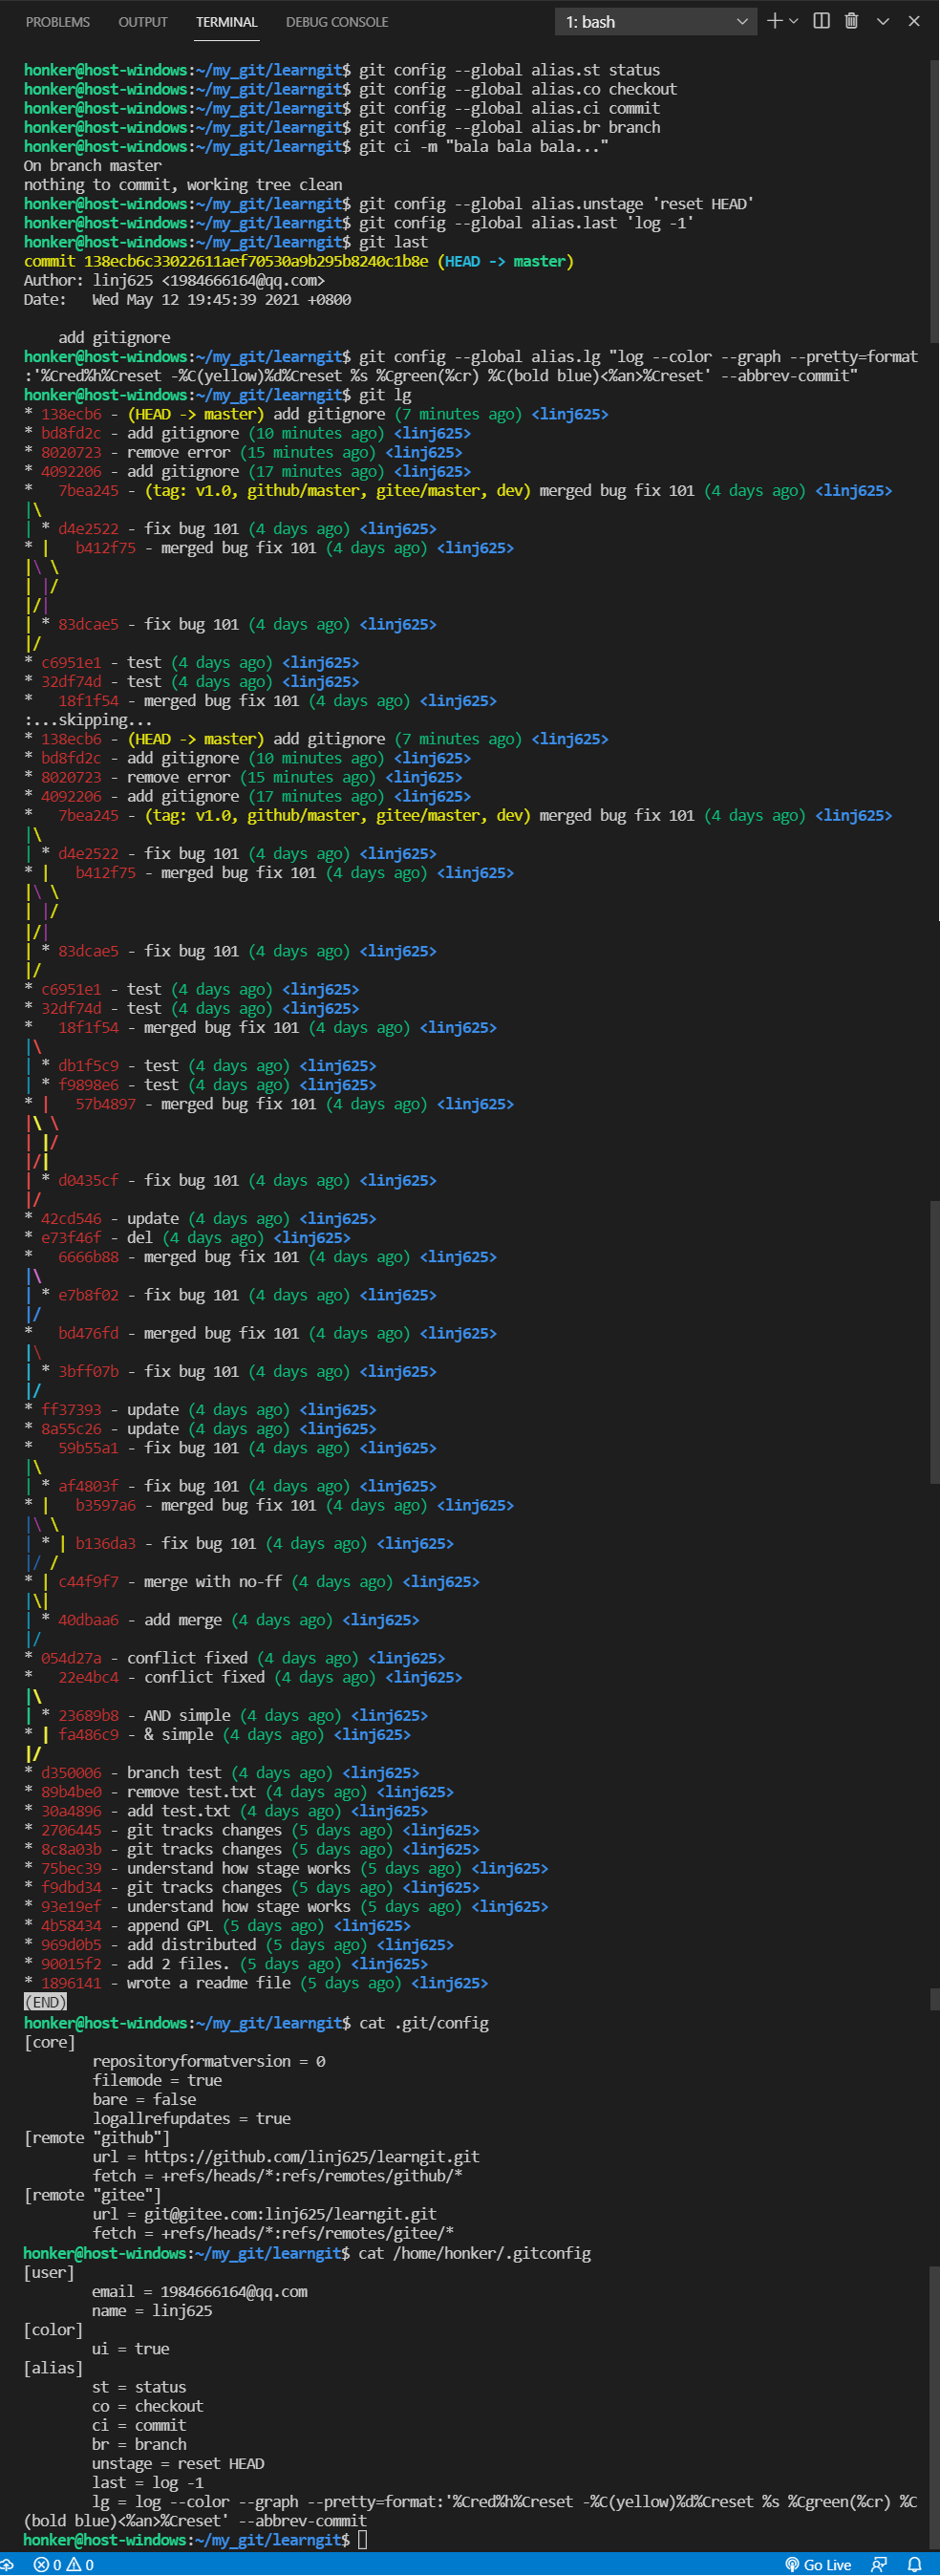 PROBLEMS OUTPUT TERMINAL DEBUG CONSOLE 1: bash
honker@host-windows:~/my_git/learngit$ git config --global alias.st status
honker@host-windows:~/my_git/learngit$ git config --global alias.co checkout
honker@host-windows:~/my_git/learngit$ git config --global alias.ci commit
honker@host-windows:~/my_git/learngit$ git config --global alias.br branch
honker@host-windows:~/my_git/learngit$ git ci -m "bala bala bala..."
On branch master
nothing to commit, working tree clean
honker@host-windows:~/my_git/learngit$ git config --global alias.unstage 'reset HEAD'
honker@host-windows:~/my_git/learngit$ git config --global alias.last 'log -1'
honker@host-windows:~/my_git/learngit$ git last
commit 138ecb6c33022611aef70530a9b295b8240c1b8e (HEAD -> master)
Author: linj625 <1984666164@qq.com>
Date:   Wed May 12 19:45:39 2021 +0800
    add gitignore
honker@host-windows:~/my_git/learngit$ git config --global alias.lg "log --color --graph --pretty=format
:'%Cred%h%Creset -%C(yellow)%d%Creset %s %Cgreen(%cr) %C(bold blue)<%an>%Creset' --abbrev-commit"
honker@host-windows:~/my_git/learngit$ git lg
* 138ecb6 - (HEAD -> master) add gitignore (7 minutes ago) <linj625>
* bd8fd2c - add gitignore (10 minutes ago) <linj625>
* 8020723 - remove error (15 minutes ago) <linj625>
* 4092206 - add gitignore (17 minutes ago) <linj625>
*   7bea245 - (tag: v1.0, github/master, gitee/master, dev) merged bug fix 101 (4 days ago) <linj625>
|\
| * d4e2522 - fix bug 101 (4 days ago) <linj625>
* |   b412f75 - merged bug fix 101 (4 days ago) <linj625>
|\ \
| |/
|/|
| * 83dcae5 - fix bug 101 (4 days ago) <linj625>
|/
* c6951e1 - test (4 days ago) <linj625>
* 32df74d - test (4 days ago) <linj625>
*   18f1f54 - merged bug fix 101 (4 days ago) <linj625>
:...skipping...
* 138ecb6 - (HEAD -> master) add gitignore (7 minutes ago) <linj625>
* bd8fd2c - add gitignore (10 minutes ago) <linj625>
* 8020723 - remove error (15 minutes ago) <linj625>
* 4092206 - add gitignore (17 minutes ago) <linj625>
*   7bea245 - (tag: v1.0, github/master, gitee/master, dev) merged bug fix 101 (4 days ago) <linj625>
|\
| * d4e2522 - fix bug 101 (4 days ago) <linj625>
* |   b412f75 - merged bug fix 101 (4 days ago) <linj625>
|\ \
| |/
|/|
| * 83dcae5 - fix bug 101 (4 days ago) <linj625>
|/
* c6951e1 - test (4 days ago) <linj625>
* 32df74d - test (4 days ago) <linj625>
*   18f1f54 - merged bug fix 101 (4 days ago) <linj625>
|\
| * db1f5c9 - test (4 days ago) <linj625>
| * f9898e6 - test (4 days ago) <linj625>
* |   57b4897 - merged bug fix 101 (4 days ago) <linj625>
|\ \
| |/
|/|
| * d0435cf - fix bug 101 (4 days ago) <linj625>
|/
* 42cd546 - update (4 days ago) <linj625>
* e73f46f - del (4 days ago) <linj625>
*   6666b88 - merged bug fix 101 (4 days ago) <linj625>
|\
| * e7b8f02 - fix bug 101 (4 days ago) <linj625>
|/
*   bd476fd - merged bug fix 101 (4 days ago) <linj625>
|\
| * 3bff07b - fix bug 101 (4 days ago) <linj625>
|/
* ff37393 - update (4 days ago) <linj625>
* 8a55c26 - update (4 days ago) <linj625>
*   59b55a1 - fix bug 101 (4 days ago) <linj625>
|\
| * af4803f - fix bug 101 (4 days ago) <linj625>
* |   b3597a6 - merged bug fix 101 (4 days ago) <linj625>
|\ \
| * | b136da3 - fix bug 101 (4 days ago) <linj625>
|/ /
* | c44f9f7 - merge with no-ff (4 days ago) <linj625>
|\|
| * 40dbaa6 - add merge (4 days ago) <linj625>
|/
* 054d27a - conflict fixed (4 days ago) <linj625>
*   22e4bc4 - conflict fixed (4 days ago) <linj625>
|\
| * 23689b8 - AND simple (4 days ago) <linj625>
* | fa486c9 - & simple (4 days ago) <linj625>
|/
* d350006 - branch test (4 days ago) <linj625>
* 89b4be0 - remove test.txt (4 days ago) <linj625>
* 30a4896 - add test.txt (4 days ago) <linj625>
* 2706445 - git tracks changes (5 days ago) <linj625>
* 8c8a03b - git tracks changes (5 days ago) <linj625>
* 75bec39 - understand how stage works (5 days ago) <linj625>
* f9dbd34 - git tracks changes (5 days ago) <linj625>
* 93e19ef - understand how stage works (5 days ago) <linj625>
* 4b58434 - append GPL (5 days ago) <linj625>
* 969d0b5 - add distributed (5 days ago) <linj625>
* 90015f2 - add 2 files. (5 days ago) <linj625>
* 1896141 - wrote a readme file (5 days ago) <linj625>
(END)
honker@host-windows:~/my_git/learngit$ cat .git/config
[core]
        repositoryformatversion = 0
        filemode = true
        bare = false
        logallrefupdates = true
[remote "github"]
        url = https://github.com/linj625/learngit.git
        fetch = +refs/heads/*:refs/remotes/github/*
[remote "gitee"]
        url = git@gitee.com:linj625/learngit.git
        fetch = +refs/heads/*:refs/remotes/gitee/*
honker@host-windows:~/my_git/learngit$ cat /home/honker/.gitconfig
[user]
        email = 1984666164@qq.com
        name = linj625
[color]
        ui = true
[alias]
        st = status
        co = checkout
        ci = commit
        br = branch
        unstage = reset HEAD
        last = log -1
        lg = log --color --graph --pretty=format:'%Cred%h%Creset -%C(yellow)%d%Creset %s %Cgreen(%cr) %C
(bold blue)<%an>%Creset' --abbrev-commit
honker@host-windows:~/my_git/learngit$
0 0 Go Live